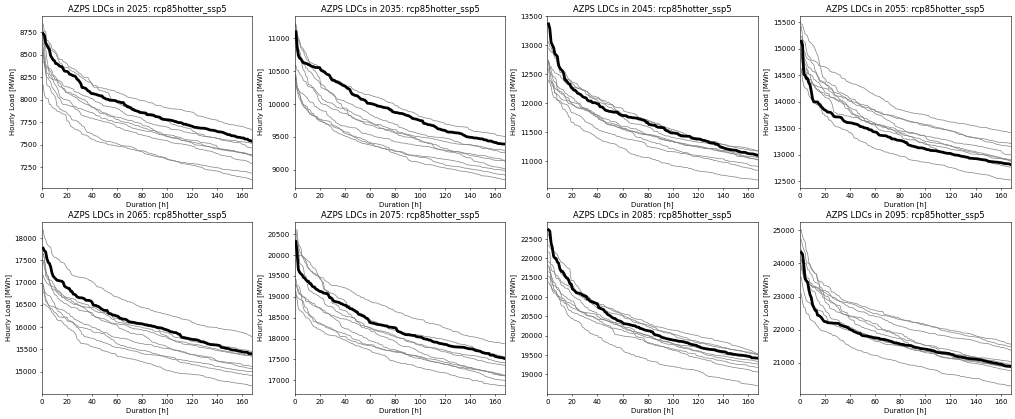 AZPS LDCs in 2025: rcp85hotter_ssp5
Hourly Load [MWh]
8750
8500
8250
8000
7750
7500
7250
0 20 40 60 80 100 120 140 160
Duration [h]
AZPS LDCs in 2035: rcp85hotter_ssp5
Hourly Load [MWh]
11000
10500
10000
9500
9000
0 20 40 60 80 100 120 140 160
Duration [h]
AZPS LDCs in 2045: rcp85hotter_ssp5
Hourly Load [MWh]
13500
13000
12500
12000
11500
11000
0 20 40 60 80 100 120 140 160
Duration [h]
AZPS LDCs in 2055: rcp85hotter_ssp5
Hourly Load [MWh]
15500
15000
14500
14000
13500
13000
12500
0 20 40 60 80 100 120 140 160
Duration [h]
AZPS LDCs in 2065: rcp85hotter_ssp5
Hourly Load [MWh]
18000
17500
17000
16500
16000
15500
15000
0 20 40 60 80 100 120 140 160
Duration [h]
AZPS LDCs in 2075: rcp85hotter_ssp5
Hourly Load [MWh]
20500
20000
19500
19000
18500
18000
17500
17000
0 20 40 60 80 100 120 140 160
Duration [h]
AZPS LDCs in 2085: rcp85hotter_ssp5
Hourly Load [MWh]
22500
22000
21500
21000
20500
20000
19500
19000
0 20 40 60 80 100 120 140 160
Duration [h]
AZPS LDCs in 2095: rcp85hotter_ssp5
Hourly Load [MWh]
25000
24000
23000
22000
21000
0 20 40 60 80 100 120 140 160
Duration [h]